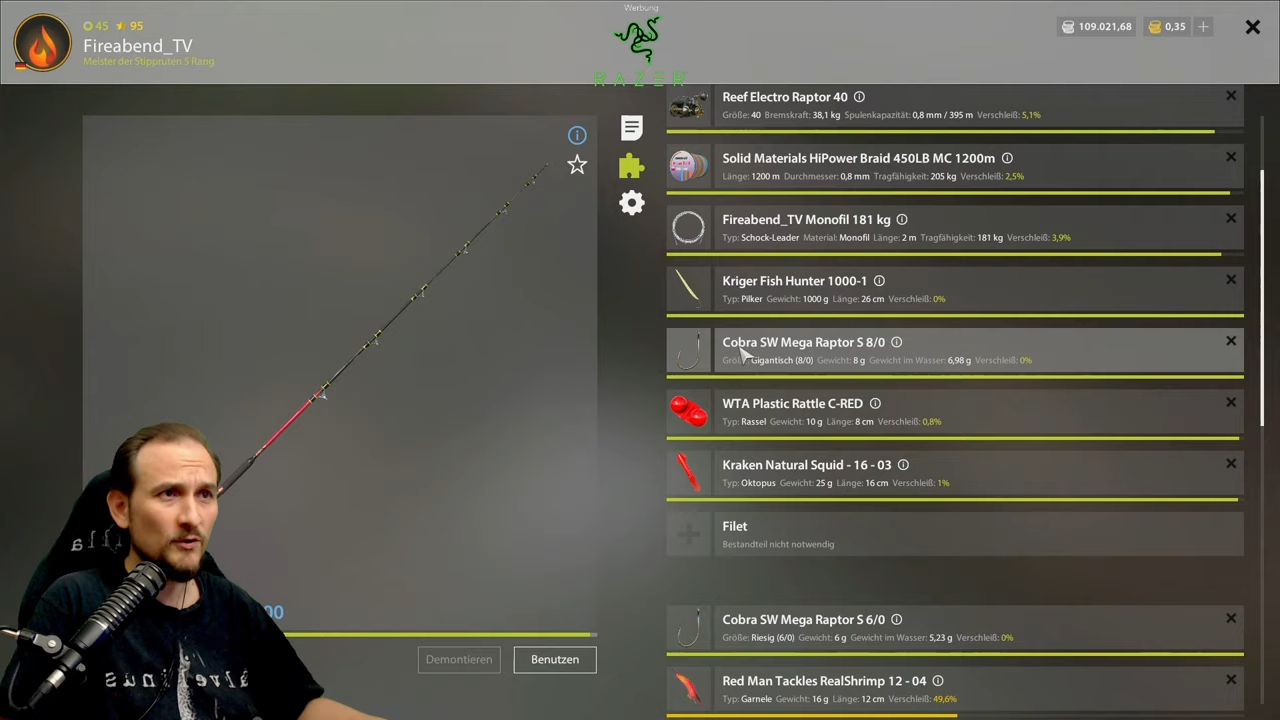 Werbung
45 95
Fireabend_TV
Meister der Stippruten S Rang
RAZER
109.021,68 0,35 +
Reef Electro Raptor 40
Größe: 40 Bremskraft: 38,1 kg Spulenkapazität: 0,8 mm / 395 m Verschleiß: 5,1%
Solid Materials HiPower Braid 450LB MC 1200m
Länge: 1200 m Durchmesser: 0,8 mm Tragfähigkeit: 205 kg Verschleiß: 2,5%
Fireabend_TV Monofil 181 kg
Typ: Schock-Leader Material: Monofil Länge: 2 m Tragfähigkeit: 181 kg Verschleiß: 3,9%
Kriger Fish Hunter 1000-1
Typ: Pilker Gewicht: 1000 g Länge: 26 cm Verschleiß: 0%
Cobra SW Mega Raptor S 8/0
Gigantisch (8/0) Gewicht: 8 g Gewicht im Wasser: 6,98 g Verschleiß: 0%
WTA Plastic Rattle C-RED
Typ: Rassel Gewicht: 10 g Länge: 8 cm Verschleiß: 0,8%
Kraken Natural Squid - 16 - 03
Typ: Oktopus Gewicht: 25 g Länge: 16 cm Verschleiß: 1%
Filet
Bestandteil nicht notwendig
Cobra SW Mega Raptor S 6/0
Größe: Riesig (6/0) Gewicht: 6 g Gewicht im Wasser: 5,23 g Verschleiß: 0%
Red Man Tackles RealShrimp 12 - 04
Typ: Garnele Gewicht: 16 g Länge: 12 cm Verschleiß: 49,6%
00
Demontieren Benutzen